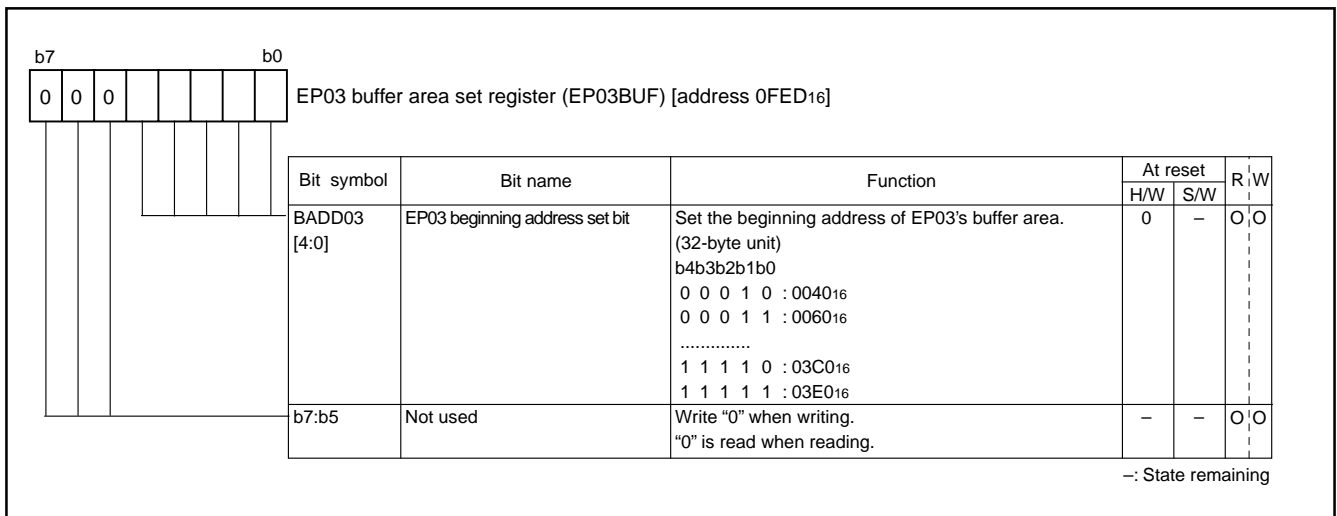 b7 b0
0 0 0
EP03 buffer area set register (EP03BUF) [address 0FED16]
Bit symbol Bit name Function At reset R W
H/W S/W
BADD03 EP03 beginning address set bit Set the beginning address of EP03's buffer area. 0 – O O
[4:0] (32-byte unit)
b4b3b2b1b0
0 0 0 1 0 : 004016
0 0 0 1 1 : 006016
..............
1 1 1 1 0 : 03C016
1 1 1 1 1 : 03E016
b7:b5 Not used Write “0” when writing. – – O O
“0” is read when reading.
–: State remaining